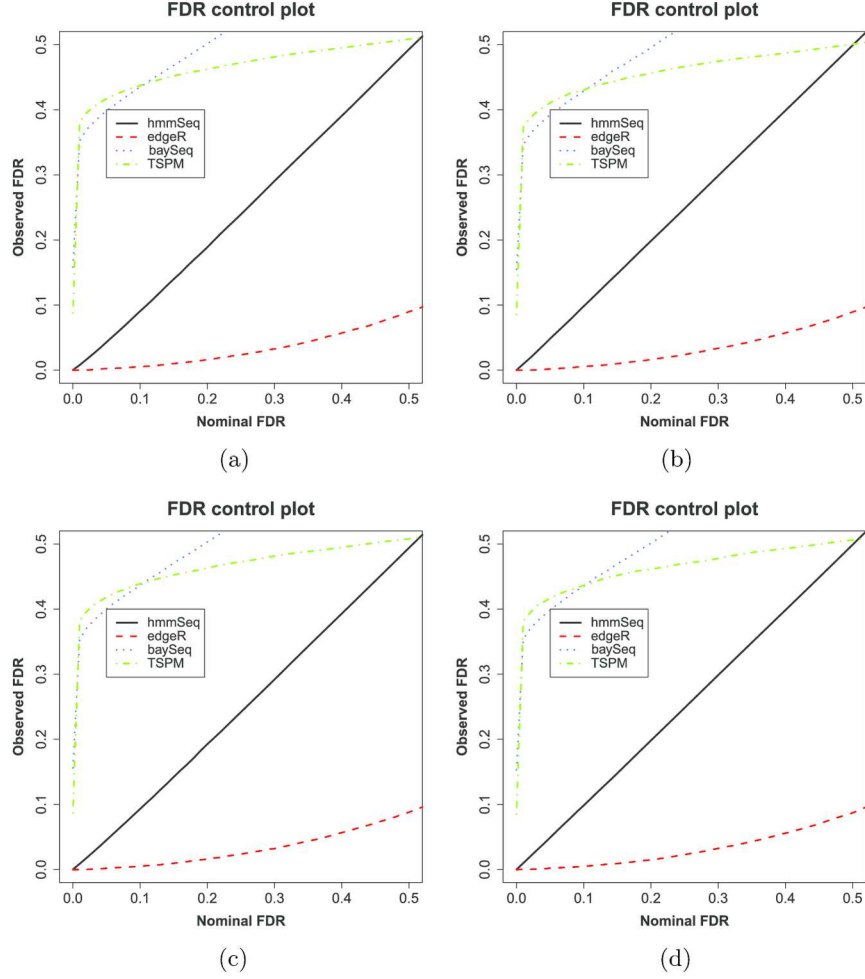 FDR control plot
Observed FDR
0.5
0.4
0.3
0.2
0.1
0.0
hmmSeq
edgeR
baySeq
TSPM
0.0 0.1 0.2 0.3 0.4 0.5
Nominal FDR
(a)
FDR control plot
Observed FDR
0.5
0.4
0.3
0.2
0.1
0.0
hmmSeq
edgeR
baySeq
TSPM
0.0 0.1 0.2 0.3 0.4 0.5
Nominal FDR
(b)
FDR control plot
Observed FDR
0.5
0.4
0.3
0.2
0.1
0.0
hmmSeq
edgeR
baySeq
TSPM
0.0 0.1 0.2 0.3 0.4 0.5
Nominal FDR
(c)
FDR control plot
Observed FDR
0.5
0.4
0.3
0.2
0.1
0.0
hmmSeq
edgeR
baySeq
TSPM
0.0 0.1 0.2 0.3 0.4 0.5
Nominal FDR
(d)